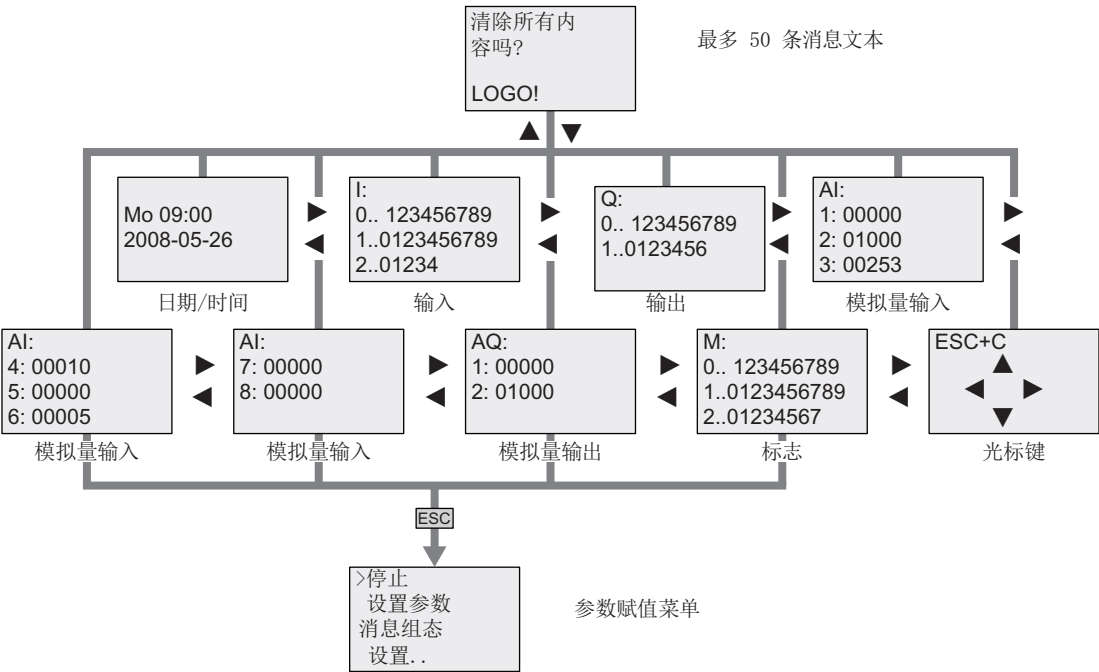 清除所有内
容吗?
LOGO!
最多 50 条消息文本
Mo 09:00
2008-05-26
日期/时间
I:
0.. 123456789
1..0123456789
2..01234
输入
Q:
0.. 123456789
1..0123456
输出
AI:
1: 00000
2: 01000
3: 00253
模拟量输入
AI:
4: 00010
5: 00000
6: 00005
模拟量输入
AI:
7: 00000
8: 00000
模拟量输入
AQ:
1: 00000
2: 01000
模拟量输出
M:
0.. 123456789
1..0123456789
2..01234567
标志
ESC+C
光标键
ESC
>停止
设置参数
消息组态
设置..
参数赋值菜单